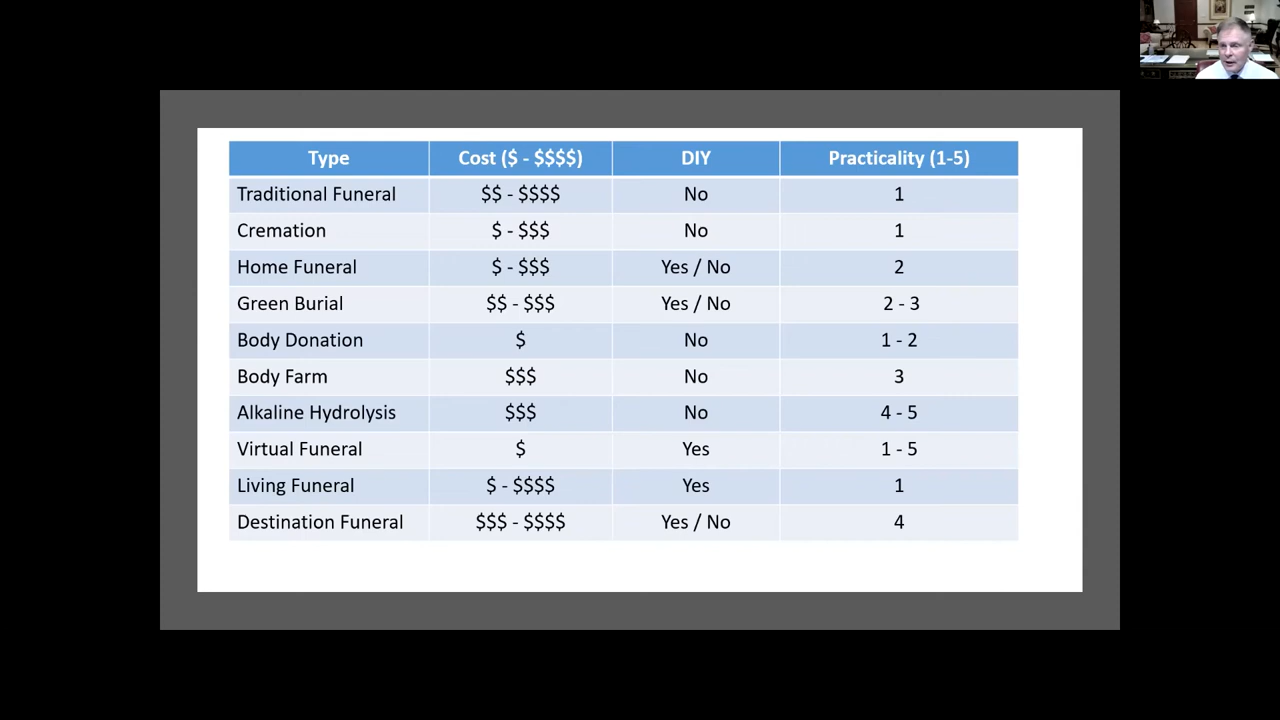 Type Cost ($ - $$$$) DIY Practicality (1-5)
Traditional Funeral $$ - $$$$ No 1
Cremation $ - $$$ No 1
Home Funeral $ - $$$ Yes / No 2
Green Burial $$ - $$$ Yes / No 2 - 3
Body Donation $ No 1 - 2
Body Farm $$$ No 3
Alkaline Hydrolysis $$$ No 4 - 5
Virtual Funeral $ Yes 1 - 5
Living Funeral $ - $$$$ Yes 1
Destination Funeral $$$ - $$$$ Yes / No 4